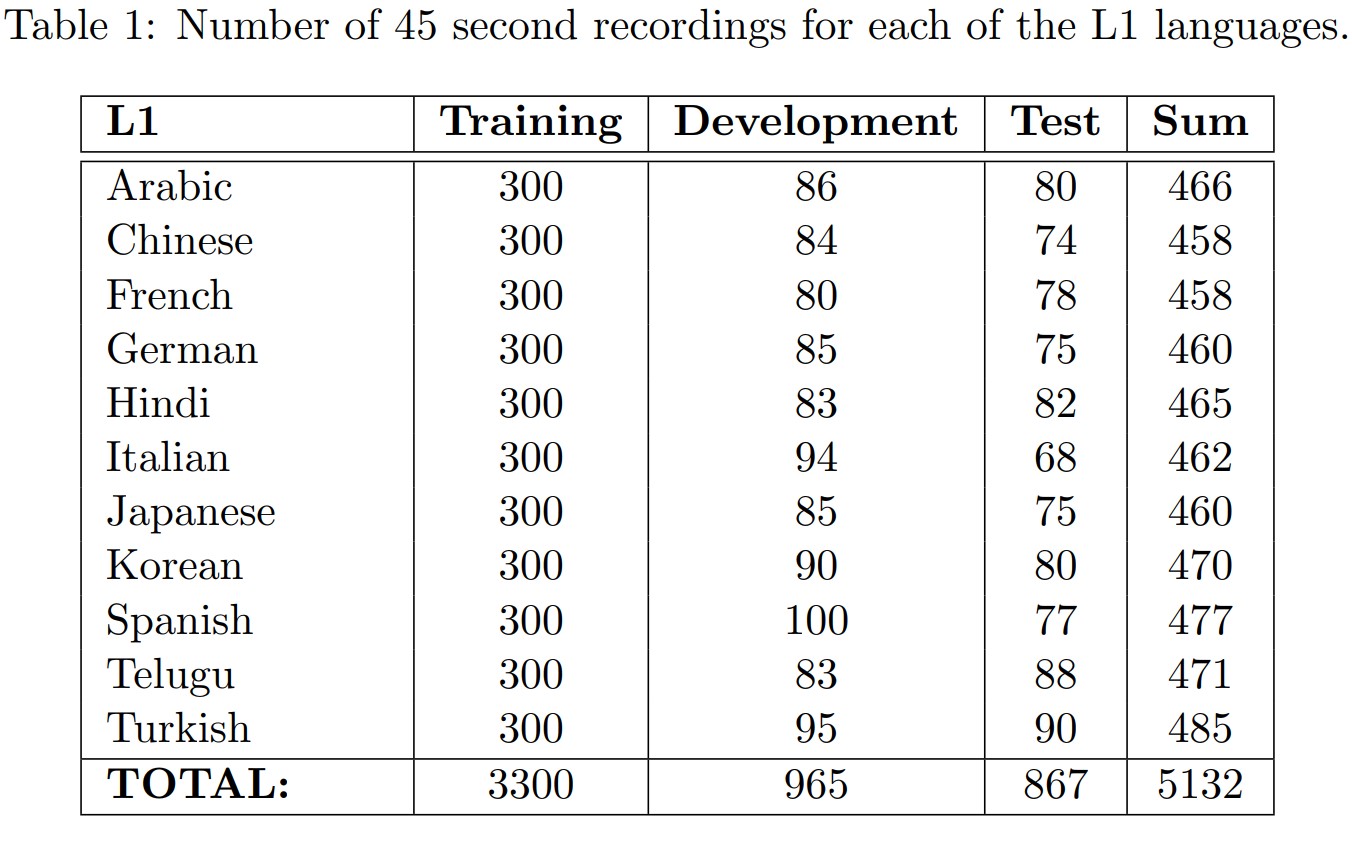 Table 1: Number of 45 second recordings for each of the L1 languages.
L1 Training Development Test Sum
Arabic 300 86 80 466
Chinese 300 84 74 458
French 300 80 78 458
German 300 85 75 460
Hindi 300 83 82 465
Italian 300 94 68 462
Japanese 300 85 75 460
Korean 300 90 80 470
Spanish 300 100 77 477
Telugu 300 83 88 471
Turkish 300 95 90 485
TOTAL: 3300 965 867 5132